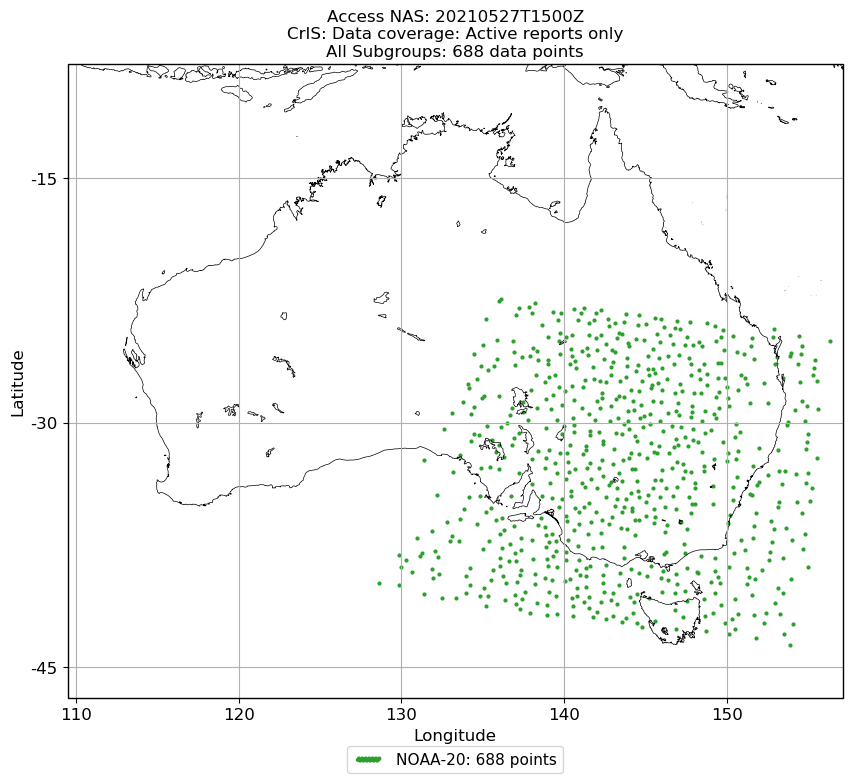 Access NAS: 20210527T1500Z
CrIS: Data coverage: Active reports only
All Subgroups: 688 data points
Latitude
-15
-30
-45
110 120 130 140 150
Longitude
NOAA-20: 688 points